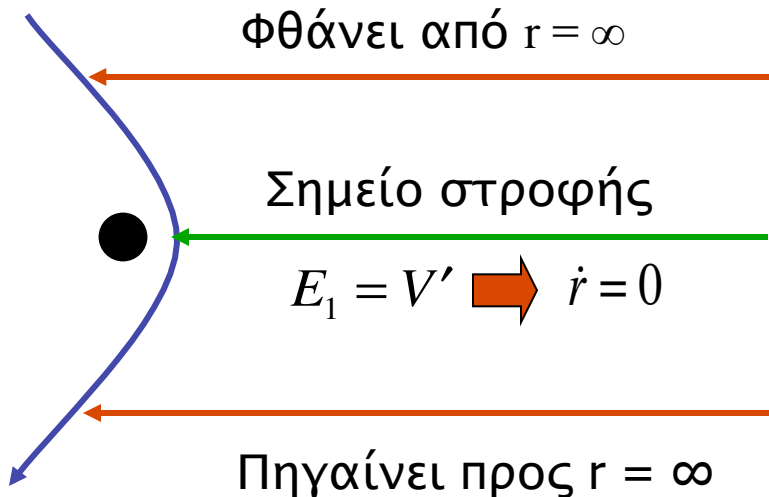 Φθάνει από r = ∞
Σημείο στροφής
E₁ = V′ ṙ = 0
Πηγαίνει προς r = ∞